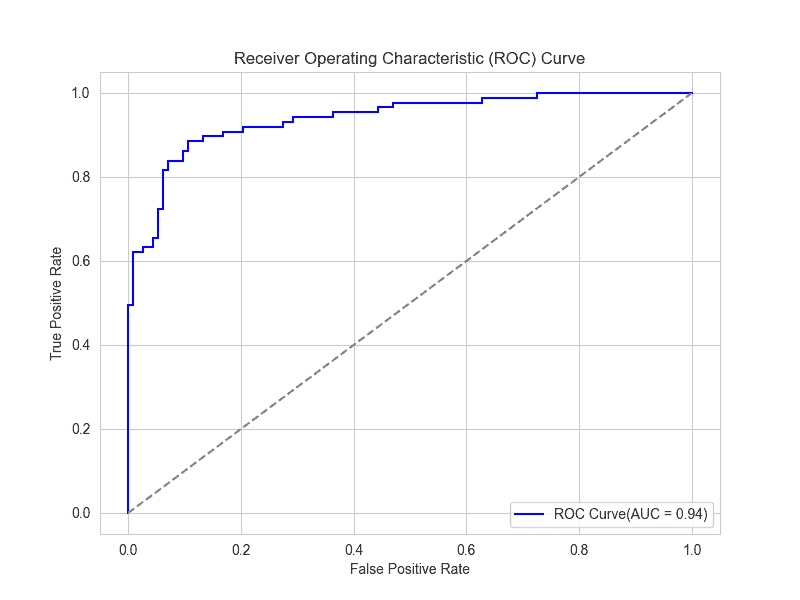 Receiver Operating Characteristic (ROC) Curve
True Positive Rate
1.0
0.8
0.6
0.4
0.2
0.0
ROC Curve(AUC = 0.94)
0.0 0.2 0.4 0.6 0.8 1.0
False Positive Rate